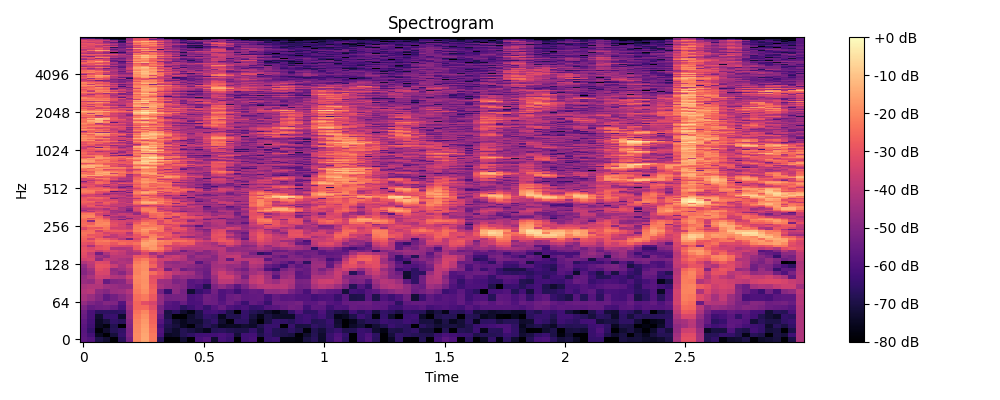 Spectrogram
4096
2048
1024
512
256
128
64
0
Hz
0
0.5
1
1.5
2
2.5
Time
+0 dB
-10 dB
-20 dB
-30 dB
-40 dB
-50 dB
-60 dB
-70 dB
-80 dB